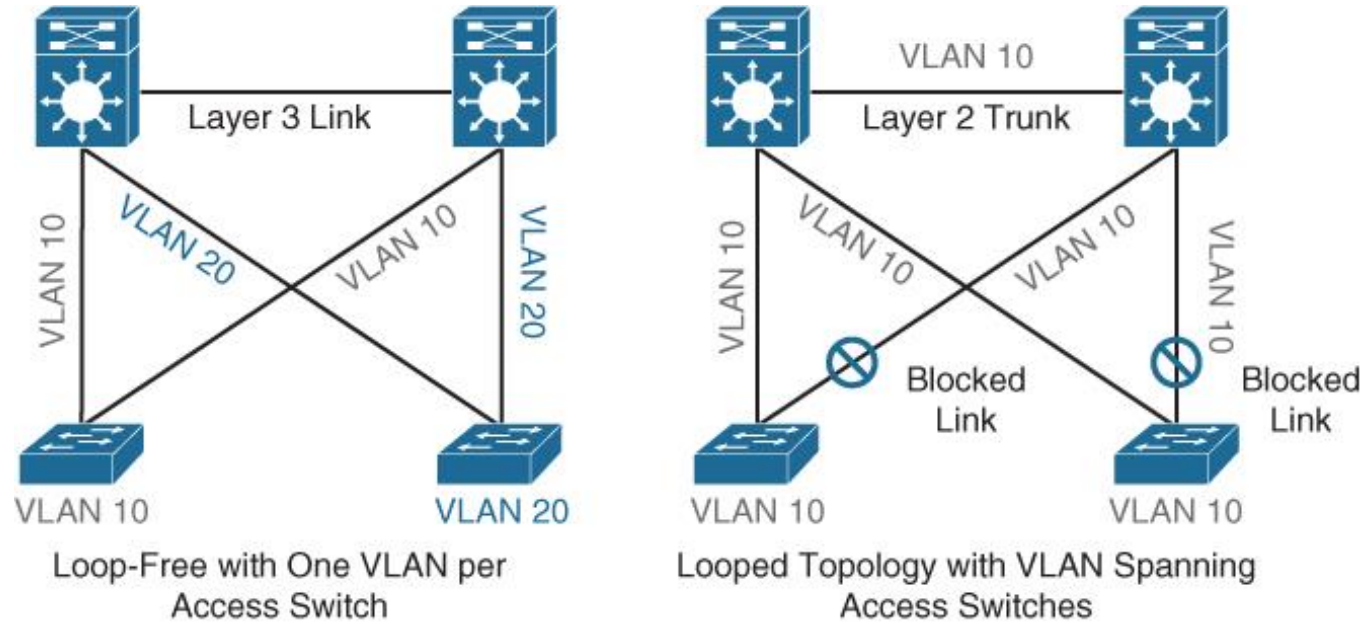 Layer 3 Link
VLAN 10
VLAN 20
VLAN 10
VLAN 20
VLAN 10
VLAN 20
Loop-Free with One VLAN per
Access Switch
VLAN 10
Layer 2 Trunk
VLAN 10
VLAN 10
VLAN 10
VLAN 10
Blocked
Link
Blocked
Link
VLAN 10
VLAN 10
Looped Topology with VLAN Spanning
Access Switches